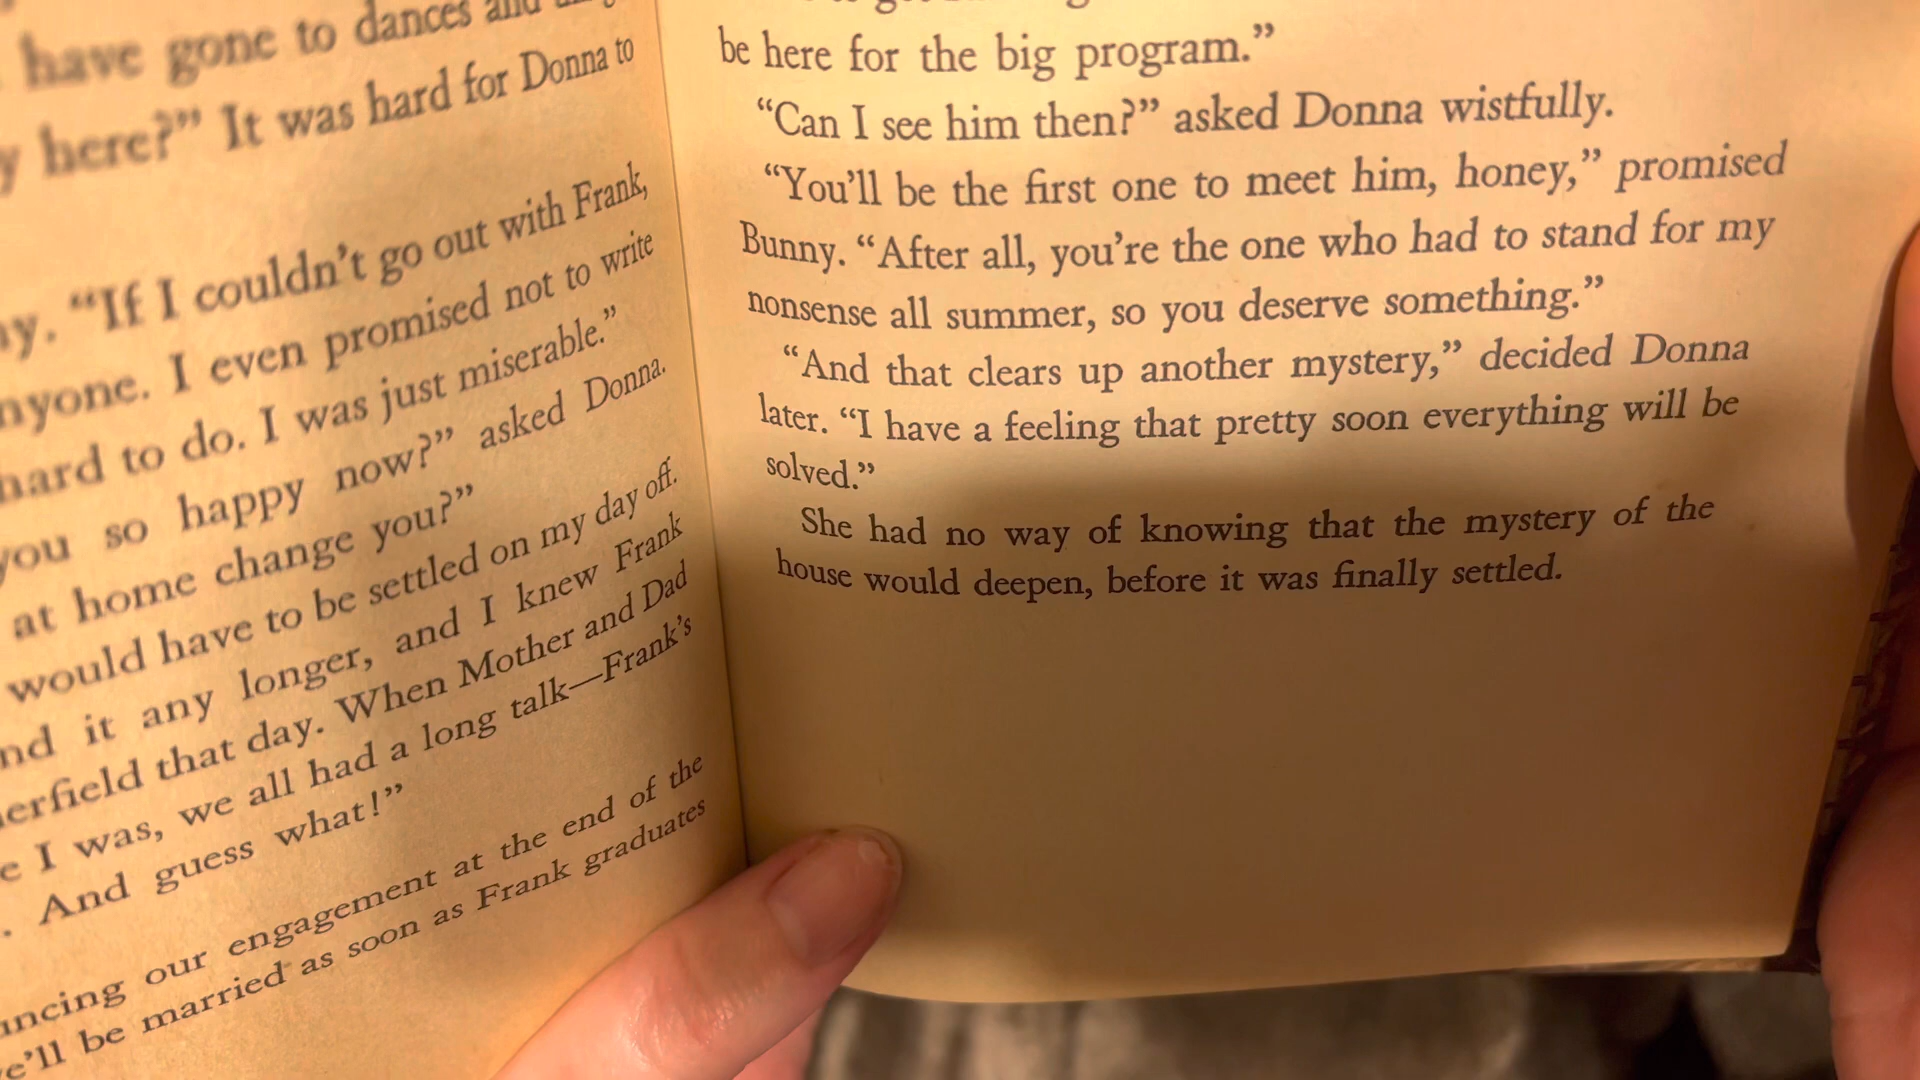 have gone to dances and
here?” It was hard for Donna to
“If I couldn’t go out with Frank,
I even promised not to write
hard to do. I was just miserable.”
you so happy now?” asked Donna.
at home change you?”
would have to be settled on my day off.
it any longer, and I knew Frank
that day. When Mother and Dad
I was, we all had a long talk—Frank’s
And guess what!”
our engagement at the end of the
be married as soon as Frank graduates
be here for the big program.”
“Can I see him then?” asked Donna wistfully.
“You’ll be the first one to meet him, honey,” promised
Bunny. “After all, you’re the one who had to stand for my
nonsense all summer, so you deserve something.”
“And that clears up another mystery,” decided Donna
later. “I have a feeling that pretty soon everything will be
solved.”
She had no way of knowing that the mystery of the
house would deepen, before it was finally settled.